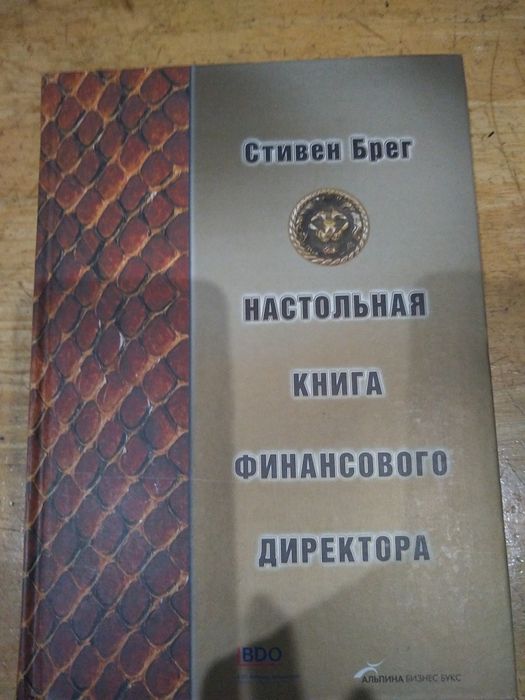 Стивен Брег
НАСТОЛЬНАЯ
КНИГА
ФИНАНСОВОГО
ДИРЕКТОРА
BDO
АЛЬПИНА БИЗНЕС БУКС